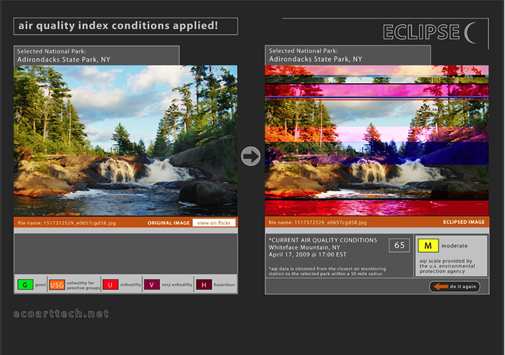 air quality index conditions applied!
ECLIPSE
Selected National Park:
Adirondacks State Park, NY
Selected National Park:
Adirondacks State Park, NY
file name: 1517372529_e0657cgd58.jpg
ORIGINAL IMAGE
view on flickr
file name: 1517372529_e0657cgd58.jpg
ECLIPSED IMAGE
G good
USG unhealthy for
sensitive groups
U unhealthy
V very unhealthy
H hazardous
*CURRENT AIR QUALITY CONDITIONS
Whiteface Mountain, NY
April 17, 2009 @ 17:00 EST
65
*aqi data is obtained from the closest air monitoring
station to the selected park within a 50 mile radius
M moderate
aqi scale provided by
the u.s. environmental
protection agency
do it again
ecoarttech.net